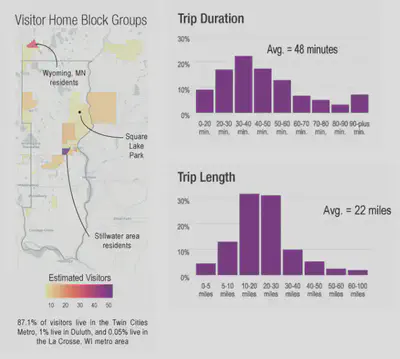 Visitor Home Block Groups
Wyoming, MN
residents
Square
Lake
Park
Stillwater area
residents
Estimated Visitors
10 20 30 40 50
87.1% of visitors live in the Twin Cities
Metro, 1% live in Duluth, and 0.05% live in
the La Crosse, WI metro area
Trip Duration
Avg. = 48 minutes
30%
20%
10%
0%
0-20 20-30 30-40 40-50 50-60 60-70 70-80 80-90 90-plus
min. min. min. min. min. min. min. min. min.
Trip Length
Avg. = 22 miles
30%
20%
10%
0%
0-5 5-10 10-20 20-30 30-40 40-50 50-60 60-100
miles miles miles miles miles miles miles miles